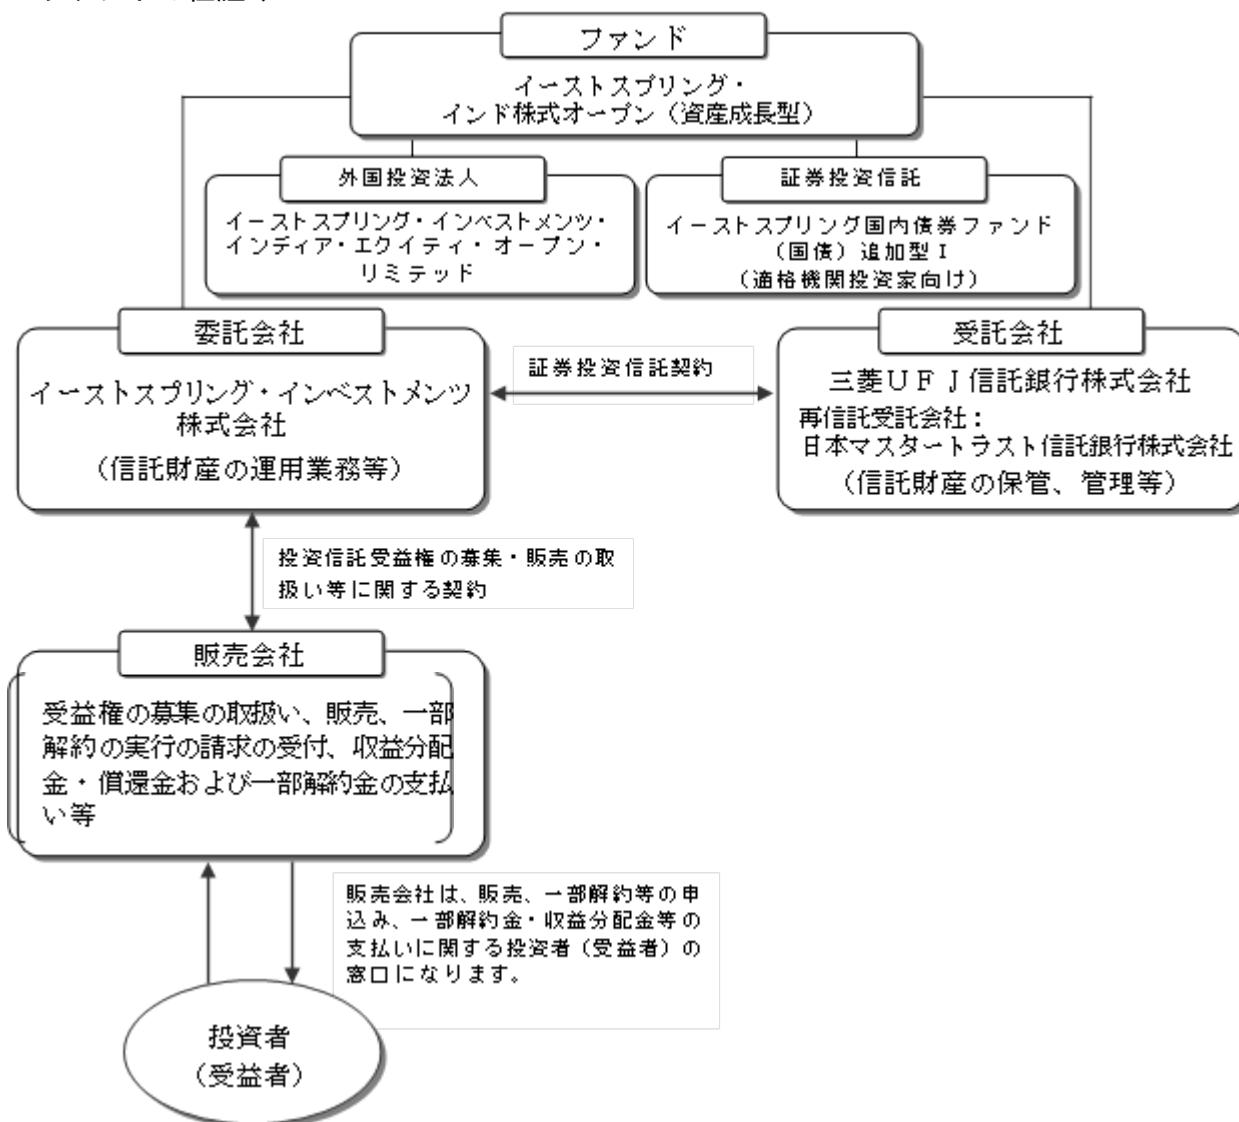 ファンド
イーストスプリング・
インド株式オープン（資産成長型）
外国投資法人
イーストスプリング・インベストメンツ・
インディア・エクイティ・オープン・
リミテッド
証券投資信託
イーストスプリング国内債券ファンド
（国債）追加型Ⅰ
（適格機関投資家向け）
委託会社
イーストスプリング・インベストメンツ
株式会社
（信託財産の運用業務等）
証券投資信託契約
受託会社
三菱ＵＦＪ信託銀行株式会社
再信託受託会社：
日本マスタートラスト信託銀行株式会社
（信託財産の保管、管理等）
投資信託受益権の募集・販売の取
扱い等に関する契約
販売会社
受益権の募集の取扱い、販売、一部
解約の実行の請求の受付、収益分配
金・償還金および一部解約金の支払
い等
販売会社は、販売、一部解約等の申
込み、一部解約金・収益分配金等の
支払いに関する投資者（受益者）の
窓口になります。
投資者
（受益者）